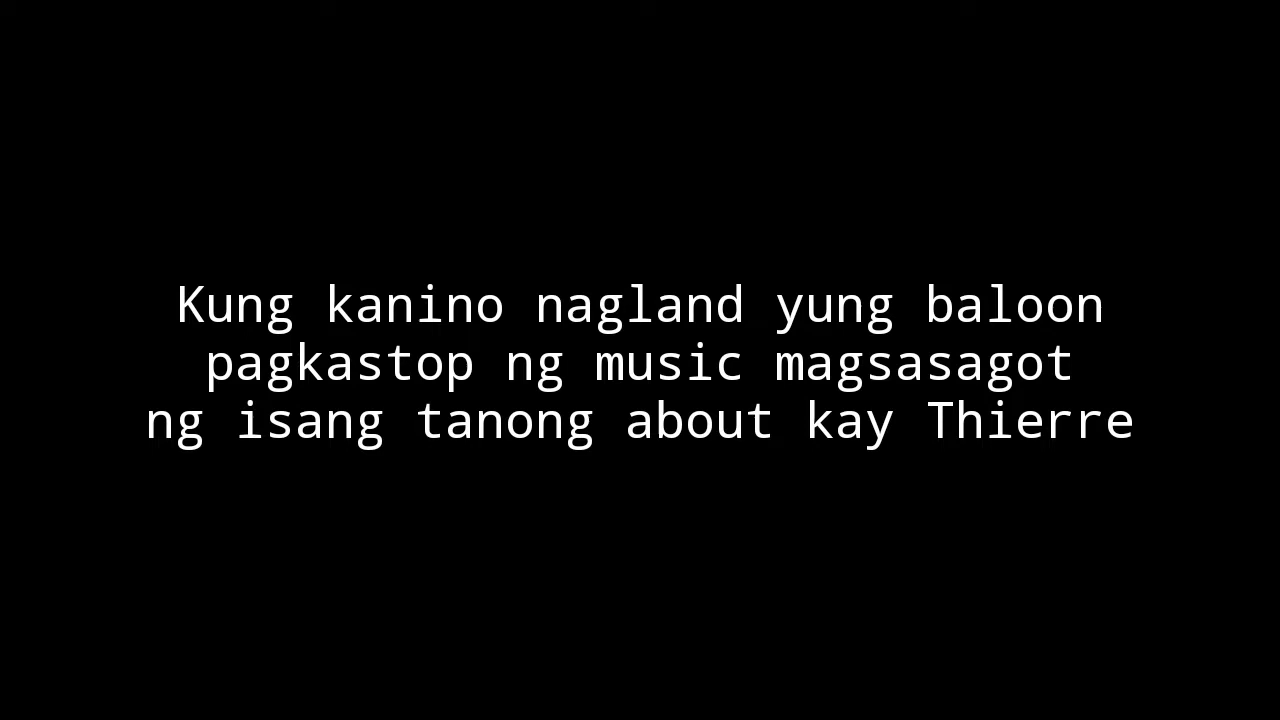 Kung kanino nagland yung baloon
pagkastop ng music magsasagot
ng isang tanong about kay Thierre